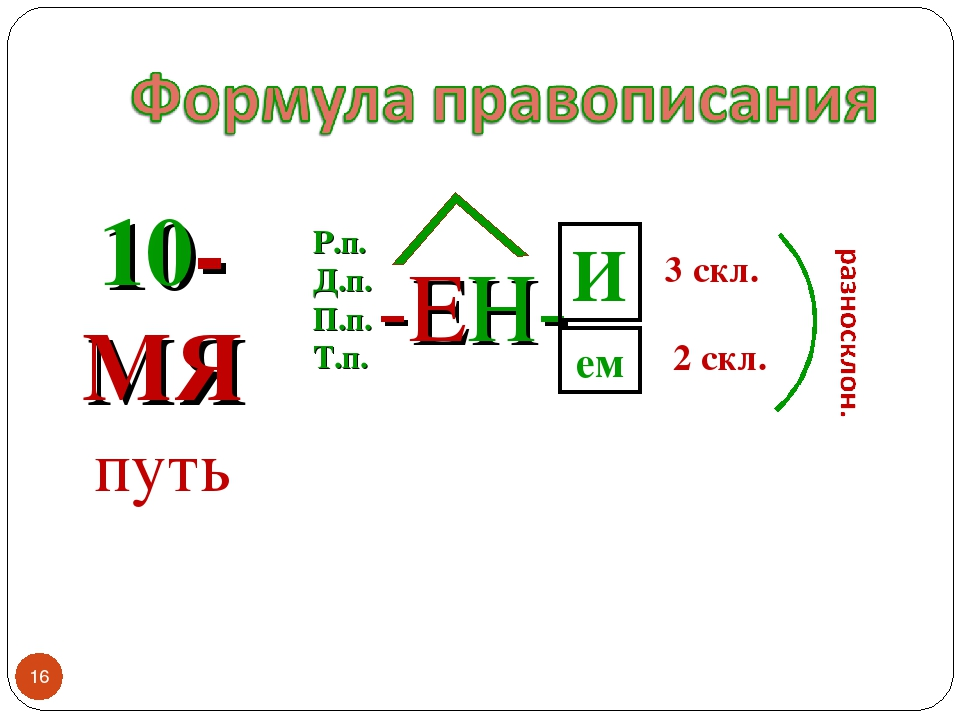 Формула правописания
10-
МЯ
путь
Р.п.
Д.п.
П.п.
Т.п.
-ЕН-
И
ем
3 скл.
2 скл.
разносклон.
16